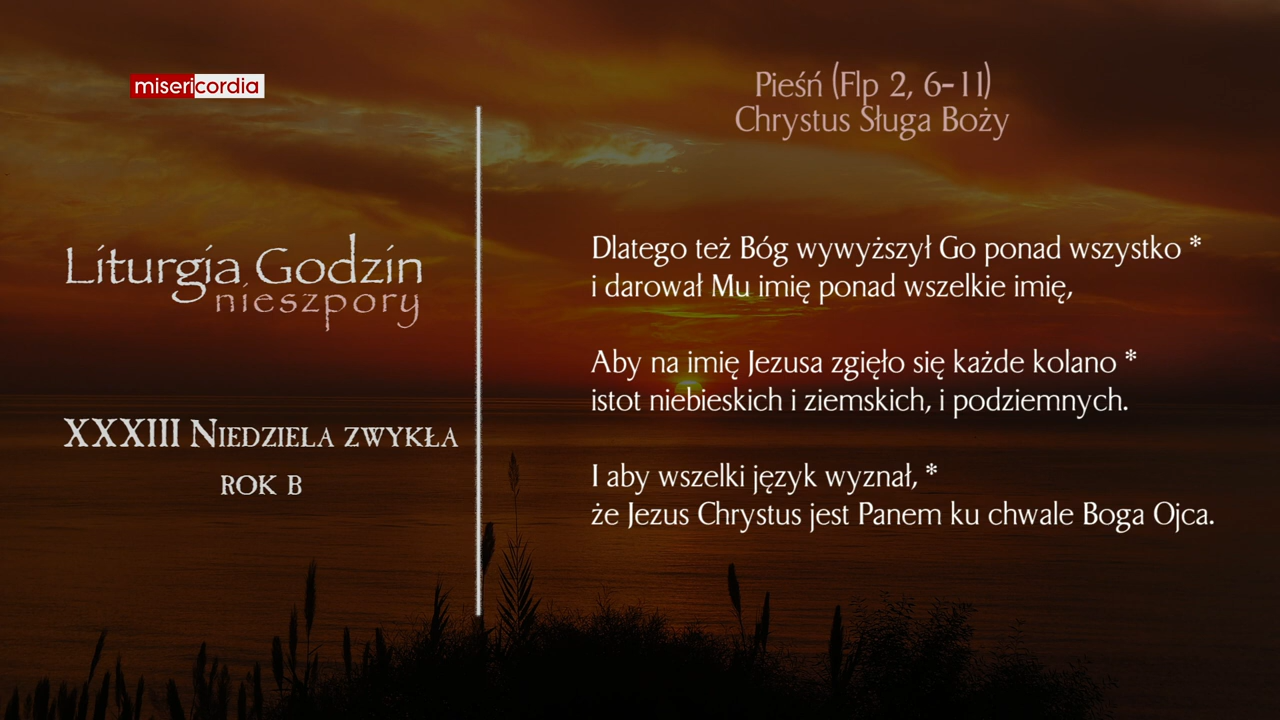 misericordia
Liturgia Godzin
nieszpory
XXXIII Niedziela zwykła
rok B
Pieśń (Flp 2, 6-11)
Chrystus Sługa Boży
Dlatego też Bóg wywyższył Go ponad wszystko *
i darował Mu imię ponad wszelkie imię,
Aby na imię Jezusa zgięło się każde kolano *
istot niebieskich i ziemskich, i podziemnych.
I aby wszelki język wyznał, *
że Jezus Chrystus jest Panem ku chwale Boga Ojca.